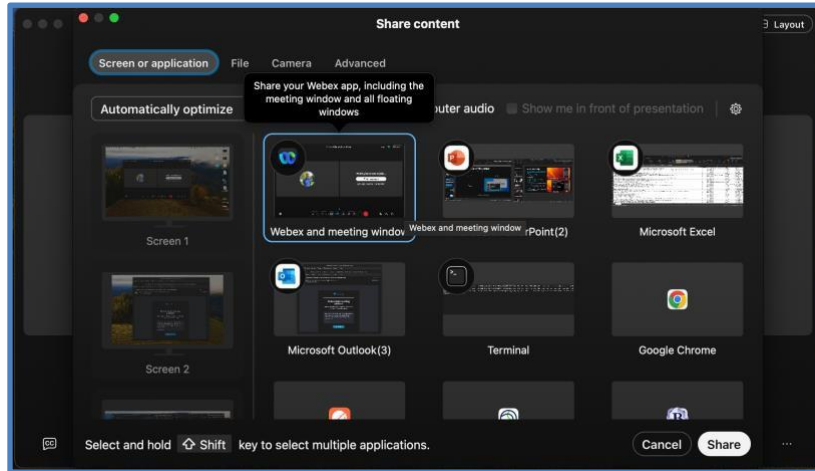 Layout
Share content
Screen or application File Camera Advanced
Share your Webex app, including the
meeting window and all floating
windows
Automatically optimize
uter audio Show me in front of presentation
Screen 1
Webex and meeting window
Webex and meeting window
rPoint(2)
Microsoft Excel
Screen 2
Microsoft Outlook(3)
Terminal
Google Chrome
CC
Select and hold ⇧ Shift key to select multiple applications.
Cancel
Share